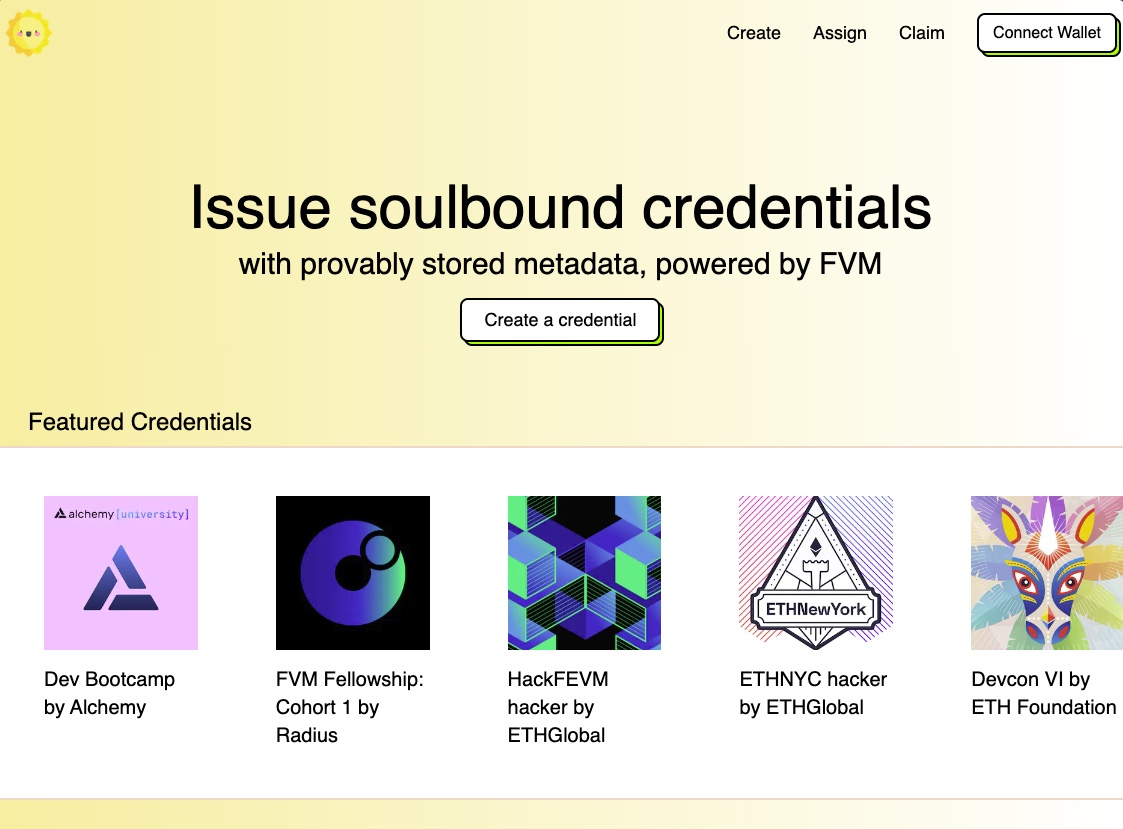 Create
Assign
Claim
Connect Wallet
Issue soulbound credentials
with provably stored metadata, powered by FVM
Create a credential
Featured Credentials
alchemy [university]
ETHNewYork
Dev Bootcamp
by Alchemy
FVM Fellowship:
Cohort 1 by
Radius
HackFEVM
hacker by
ETHGlobal
ETHNYC hacker
by ETHGlobal
Devcon VI by
ETH Foundation